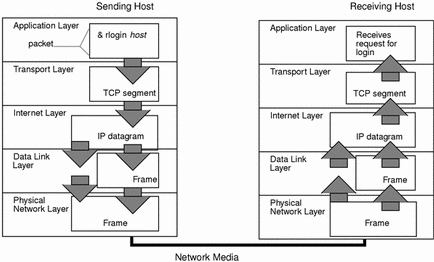 Sending Host
Application Layer
packet
& rlogin host
Transport Layer
TCP segment
Internet Layer
IP datagram
Data Link
Layer
Frame
Physical
Network Layer
Frame
Receiving Host
Application Layer
Receives
request for
login
Transport Layer
TCP segment
Internet Layer
IP datagram
Data Link
Layer
Frame
Physical
Network Layer
Frame
Network Media